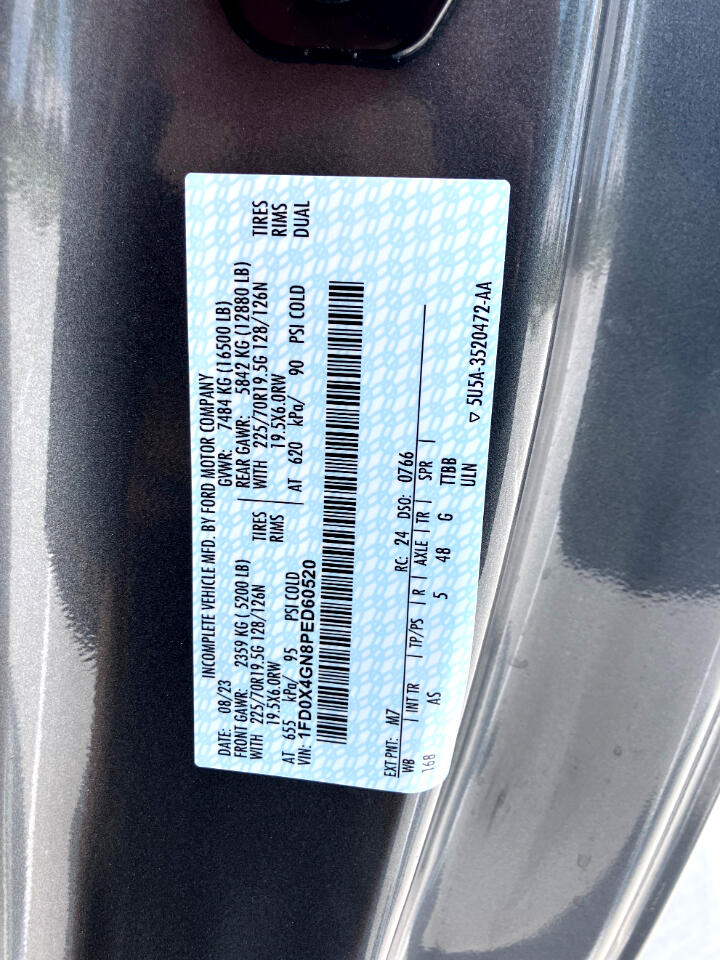 INCOMPLETE VEHICLE MFD. BY FORD MOTOR COMPANY
DATE: 08/23 GVWR: 7484 KG (16500 LB)
FRONT GAWR: 2359 KG ( 5200 LB) REAR GAWR: 5842 KG (12880 LB)
WITH 225/70R19.5G 128/126N TIRES WITH 225/70R19.5G 128/126N TIRES
19.5X6.0RW RIMS 19.5X6.0RW RIMS
AT 655 kPa/ 95 PSI COLD AT 620 kPa/ 90 PSI COLD DUAL
VIN: 1FD0X4GN8PED60520
EXT PNT: M7 RC: 24 DSO: 0766
WB | INT TR | TP/PS | R | AXLE | TR | SPR |
168 AS 5 48 G TTBB
ULN
▽ 5U5A-3520472-AA